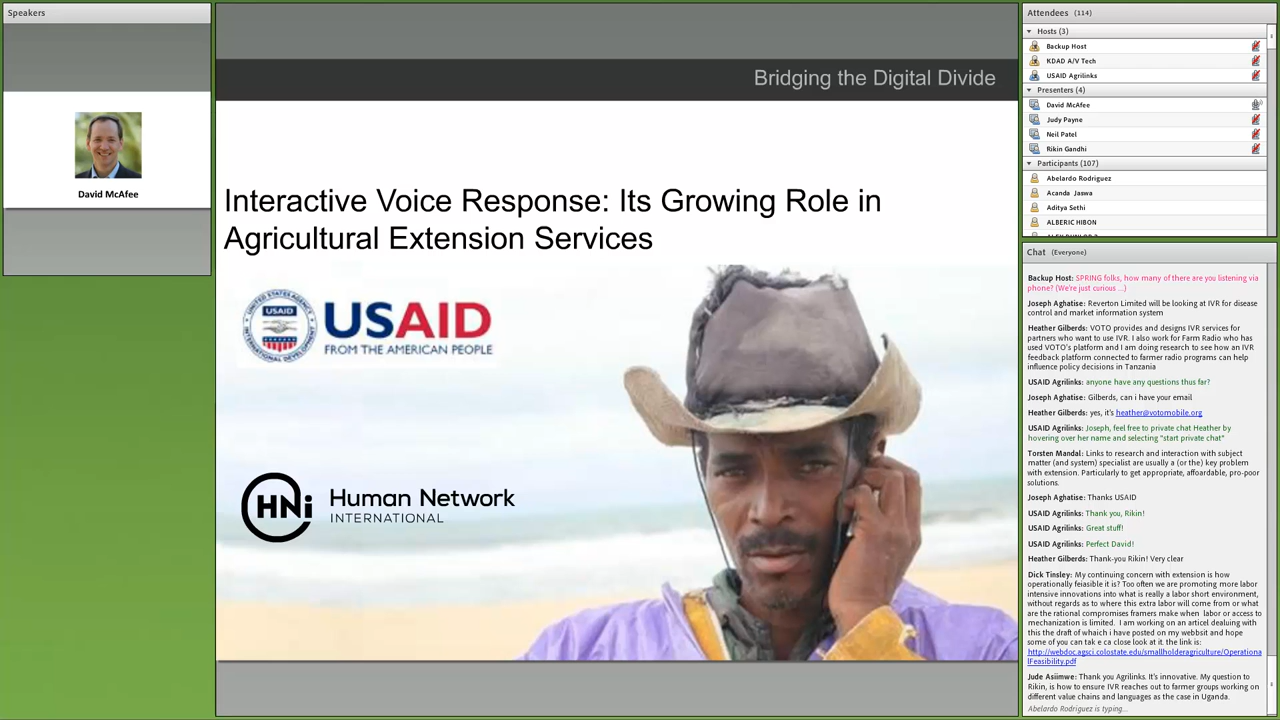 Speakers
David McAfee
Bridging the Digital Divide
Interactive Voice Response: Its Growing Role in
Agricultural Extension Services
UNITED STATES AGENCY
USAID
INTERNATIONAL DEVELOPMENT
USAID
FROM THE AMERICAN PEOPLE
HNi
Human Network
INTERNATIONAL
Attendees (114)
Hosts (3)
Backup Host
KDAD A/V Tech
USAID Agrilinks
Presenters (4)
David McAfee
Judy Payne
Neil Patel
Rikin Gandhi
Participants (107)
Abelardo Rodriguez
Acanda Jaswa
Aditya Sethi
ALBERIC HIBON
Chat (Everyone)
Backup Host: SPRING folks, how many of there are you listening via
phone? (We're just curious ...)
Joseph Aghatise: Reverton Limited will be looking at IVR for disease
control and market information system
Heather Gilberds: VOTO provides and designs IVR services for
partners who want to use IVR. I also work for Farm Radio who has
used VOTO's platform and I am doing research to see how an IVR
feedback platform connected to farmer radio programs can help
influence policy decisions in Tanzania
USAID Agrilinks: anyone have any questions thus far?
Joseph Aghatise: Gilberds, can i have your email
Heather Gilberds: yes, it's heather@votomobile.org
USAID Agrilinks: Joseph, feel free to private chat Heather by
hovering over her name and selecting "start private chat"
Torsten Mandal: Links to research and interaction with subject
matter (and system) specialist are usually a (or the) key problem
with extension. Particularly to get appropriate, affordable, pro-poor
solutions.
Joseph Aghatise: Thanks USAID
USAID Agrilinks: Thank you, Rikin!
USAID Agrilinks: Great stuff!
USAID Agrilinks: Perfect David!
Heather Gilberds: Thank-you Rikin! Very clear
Dick Tinsley: My continuing concern with extension is how
operationally feiasible it is? Too often we are promoting more labor
intensive innovations into what is really a labor short environment,
without regards as to where this extra labor will come from or what
are the rational compromises framers make when labor or access to
mechanization is limited. I am working on an articel dealuing with
this the draft of whaich i have posted on my webbsit and hope
some of you can tak e ca close look at it. the link is:
http://webdoc.agsci.colostate.edu/smallholderagriculture/Operationa
lFeasibility.pdf
Jude Asiimwe: Thank you Agrilinks. It's innovative. My question to
Rikin, is how to ensure IVR reaches out to farmer groups working on
different value chains and languages as the case in Uganda.
Abelardo Rodriguez is typing...